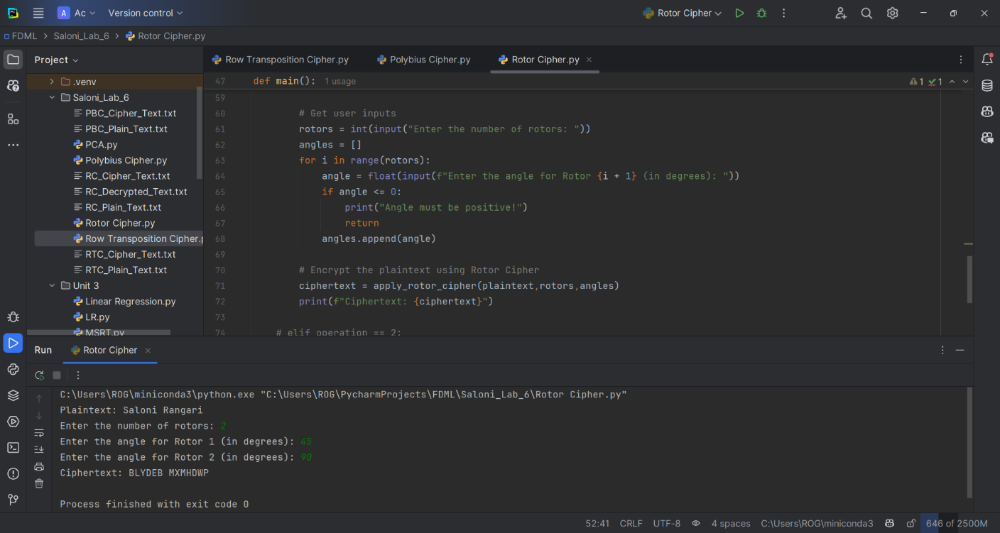 PC A Ac Version control Rotor Cipher
FDML > Saloni_Lab_6 > Rotor Cipher.py
Project
.venv
Saloni_Lab_6
PBC_Cipher_Text.txt
PBC_Plain_Text.txt
PCA.py
Polybius Cipher.py
RC_Cipher_Text.txt
RC_Decrypted_Text.txt
RC_Plain_Text.txt
Rotor Cipher.py
Row Transposition Cipher.p
RTC_Cipher_Text.txt
RTC_Plain_Text.txt
Unit 3
Linear Regression.py
LR.py
MSRT.py
Row Transposition Cipher.py Polybius Cipher.py Rotor Cipher.py
47 def main(): 1 usage 1 1
59
60 # Get user inputs
61 rotors = int(input("Enter the number of rotors: "))
62 angles = []
63 for i in range(rotors):
64 angle = float(input(f"Enter the angle for Rotor {i + 1} (in degrees): "))
65 if angle <= 0:
66 print("Angle must be positive!")
67 return
68 angles.append(angle)
69
70 # Encrypt the plaintext using Rotor Cipher
71 ciphertext = apply_rotor_cipher(plaintext,rotors,angles)
72 print(f"Ciphertext: {ciphertext}")
73
74 # elif operation == 2:
Run Rotor Cipher
C:\Users\ROG\miniconda3\python.exe "C:\Users\ROG\PycharmProjects\FDML\Saloni_Lab_6\Rotor Cipher.py"
Plaintext: Saloni Rangari
Enter the number of rotors: 2
Enter the angle for Rotor 1 (in degrees): 45
Enter the angle for Rotor 2 (in degrees): 90
Ciphertext: BLYDEB MXMHDWP
Process finished with exit code 0
52:41 CRLF UTF-8 4 spaces C:\Users\ROG\miniconda3 646 of 2500M